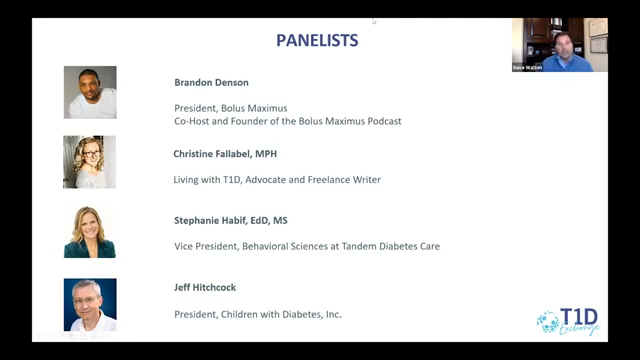 PANELISTS
Dave Walton
Brandon Denson
President, Bolus Maximus
Co-Host and Founder of the Bolus Maximus Podcast
Christine Fallabel, MPH
Living with T1D, Advocate and Freelance Writer
Stephanie Habif, EdD, MS
Vice President, Behavioral Sciences at Tandem Diabetes Care
Jeff Hitchcock
President, Children with Diabetes, Inc.
T1D
Exchange